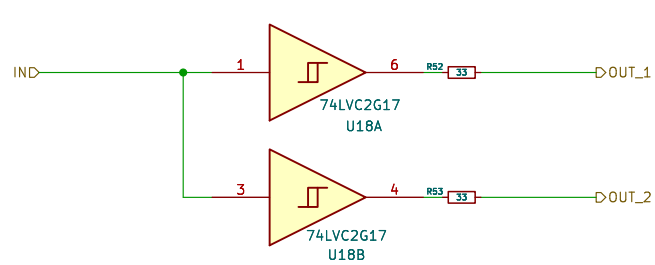 IN
1
6
R52
33
OUT_1
74LVC2G17
U18A
3
4
R53
33
OUT_2
74LVC2G17
U18B